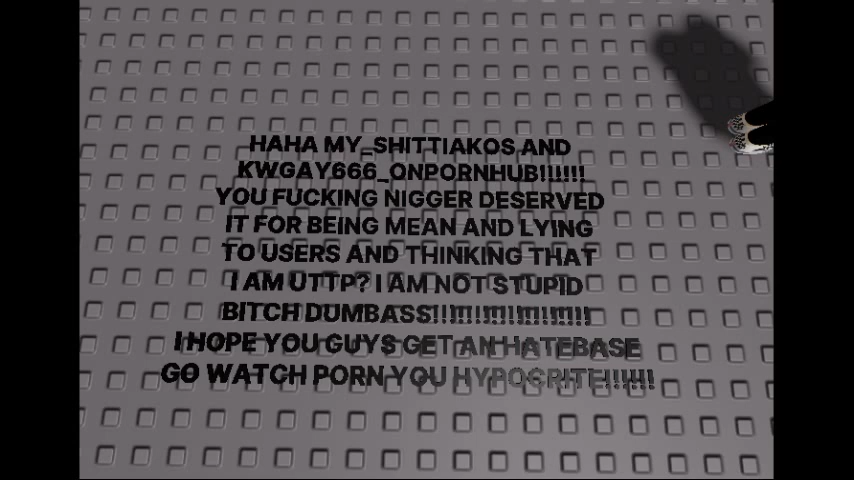 HAHA MY_SHITTIAKOS AND
KWGAY666_ONPORNHUB!!!!!!
YOU FUCKING NIGGER DESERVED
IT FOR BEING MEAN AND LYING
TO USERS AND THINKING THAT
I AM UTTP? I AM NOT STUPID
BITCH DUMBASS!!!!!!!!!!!!!!!!!!!!!
I HOPE YOU GUYS GET AN HATEBASE
GO WATCH PORN YOU HYPOCRITE!!!!!!